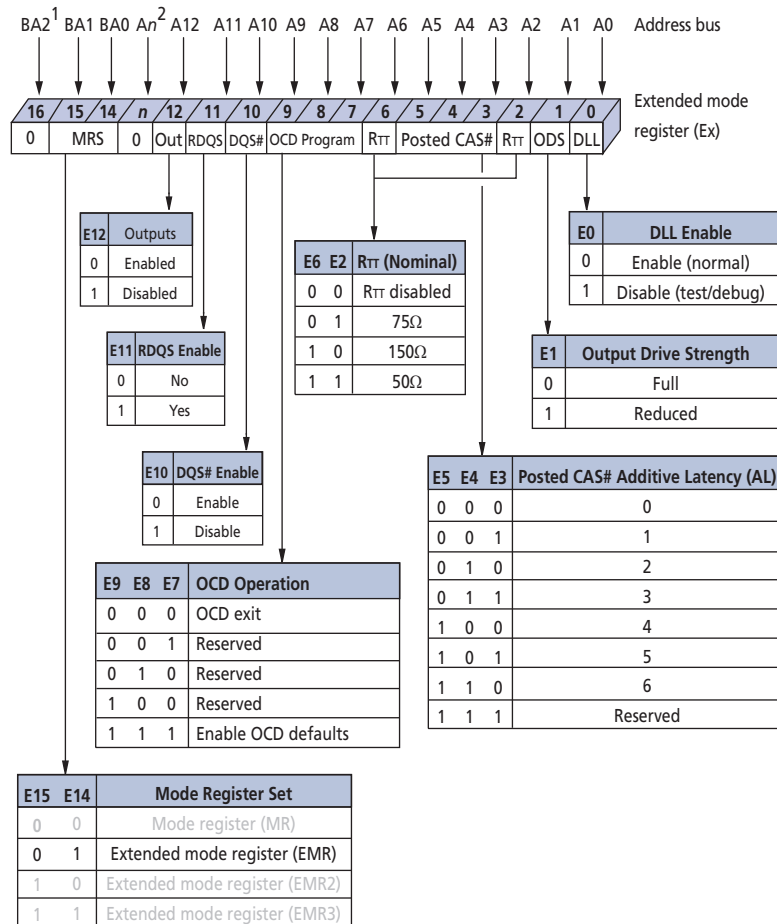 BA2¹ BA1 BA0 An² A12 A11 A10 A9 A8 A7 A6 A5 A4 A3 A2 A1 A0 Address bus
16 15 14 n 12 11 10 9 8 7 6 5 4 3 2 1 0 Extended mode
register (Ex)
0 MRS 0 Out RDQS DQS# OCD Program RTT Posted CAS# RTT ODS DLL
E12 Outputs
0 Enabled
1 Disabled
E11 RDQS Enable
0 No
1 Yes
E10 DQS# Enable
0 Enable
1 Disable
E6 E2 RTT (Nominal)
0 0 RTT disabled
0 1 75Ω
1 0 150Ω
1 1 50Ω
E0 DLL Enable
0 Enable (normal)
1 Disable (test/debug)
E1 Output Drive Strength
0 Full
1 Reduced
E5 E4 E3 Posted CAS# Additive Latency (AL)
0 0 0 0
0 0 1 1
0 1 0 2
0 1 1 3
1 0 0 4
1 0 1 5
1 1 0 6
1 1 1 Reserved
E9 E8 E7 OCD Operation
0 0 0 OCD exit
0 0 1 Reserved
0 1 0 Reserved
1 0 0 Reserved
1 1 1 Enable OCD defaults
E15 E14 Mode Register Set
0 0 Mode register (MR)
0 1 Extended mode register (EMR)
1 0 Extended mode register (EMR2)
1 1 Extended mode register (EMR3)